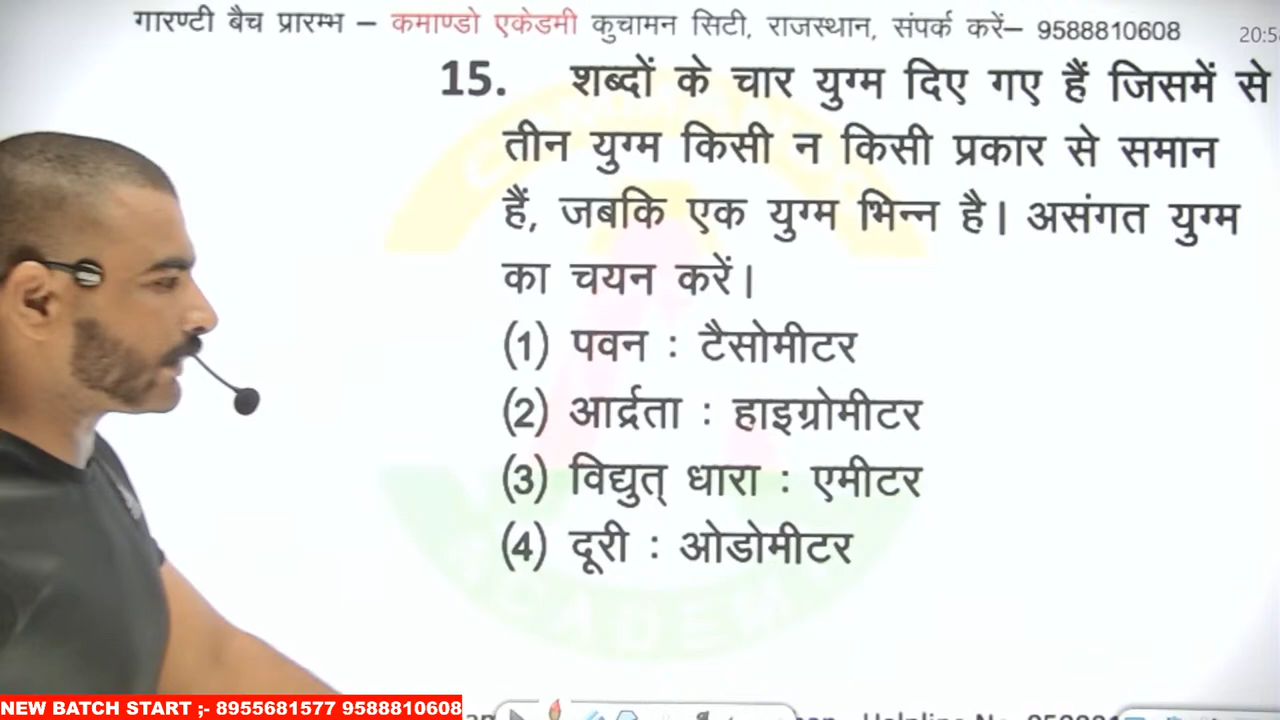 गारण्टी बैच प्रारम्भ – कमाण्डो एकेडमी कुचामन सिटी, राजस्थान, संपर्क करें– 9588810608
15. शब्दों के चार युग्म दिए गए हैं जिसमें से
तीन युग्म किसी न किसी प्रकार से समान
हैं, जबकि एक युग्म भिन्न है। असंगत युग्म
का चयन करें।
(1) पवन : टैसोमीटर
(2) आर्द्रता : हाइग्रोमीटर
(3) विद्युत् धारा : एमीटर
(4) दूरी : ओडोमीटर
NEW BATCH START ;- 8955681577 9588810608